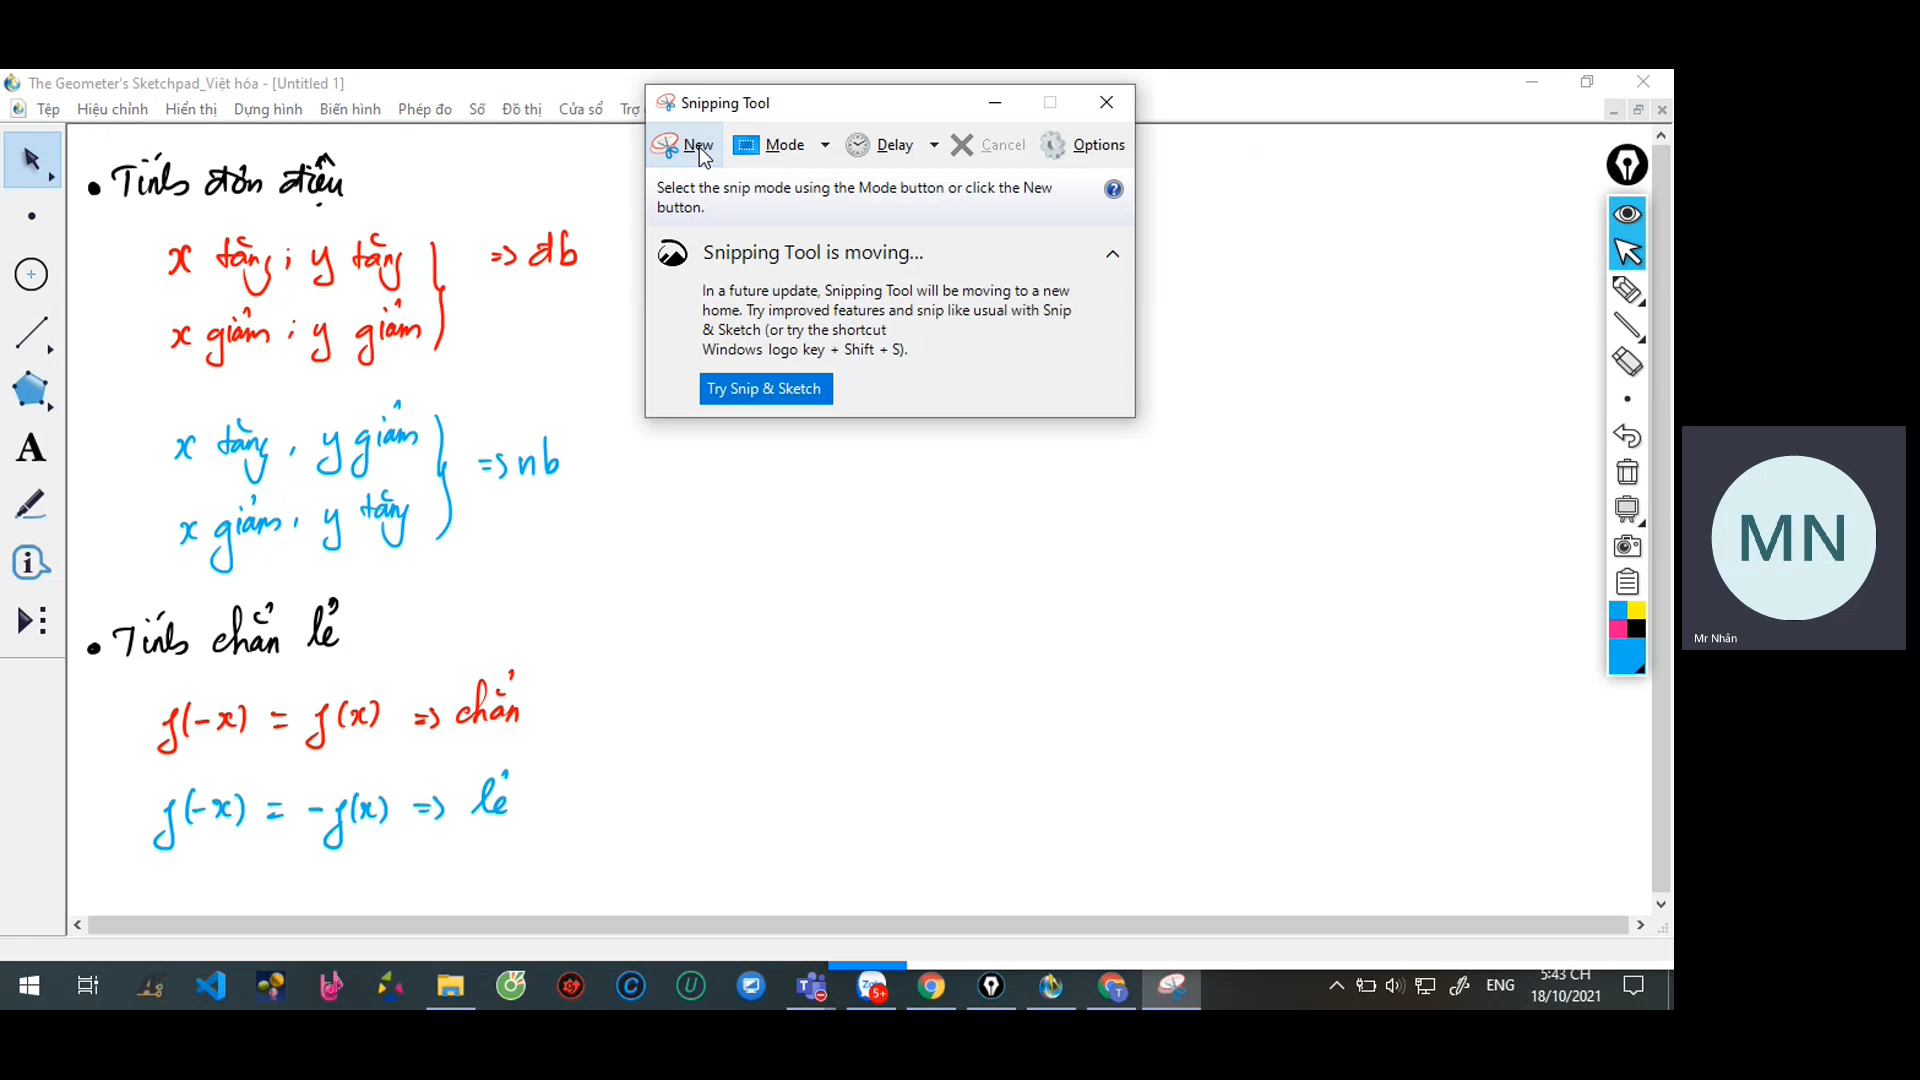 The Geometer's Sketchpad_Việt hóa - [Untitled 1]
Tệp Hiệu chỉnh Hiển thị Dựng hình Biến hình Phép đo Số Đồ thị Cửa sổ Trợ
Snipping Tool
New Mode Delay Cancel Options
Select the snip mode using the Mode button or click the New
button.
Snipping Tool is moving...
In a future update, Snipping Tool will be moving to a new
home. Try improved features and snip like usual with Snip
& Sketch (or try the shortcut
Windows logo key + Shift + S).
Try Snip & Sketch
• Tính đơn điệu
x tăng ; y tăng
x giảm ; y giảm
=> đb
x tăng , y giảm
x giảm , y tăng
=> nb
• Tính chẵn lẻ
f(-x) = f(x) => chẵn
f(-x) = -f(x) => lẻ
A
MN
Mr Nhân
5+
ENG
5:43 CH
18/10/2021